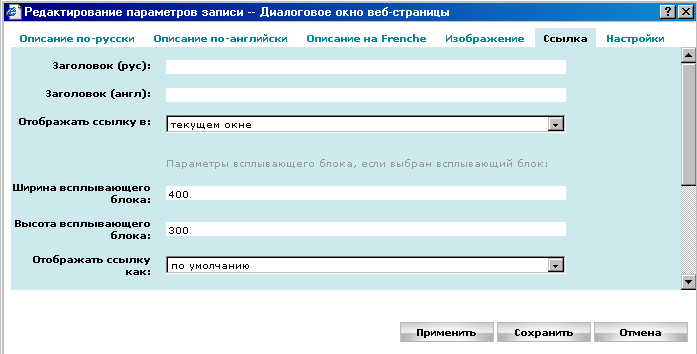 Редактирование параметров записи -- Диалоговое окно веб-страницы
Описание по-русски Описание по-английски Описание на Frenche Изображение Ссылка Настройки
Заголовок (рус):
Заголовок (англ):
Отображать ссылку в: текущем окне
Параметры всплывающего блока, если выбран всплывающий блок:
Ширина всплывающего
блока: 400
Высота всплывающего
блока: 300
Отображать ссылку
как: по умолчанию
Применить Сохранить Отмена